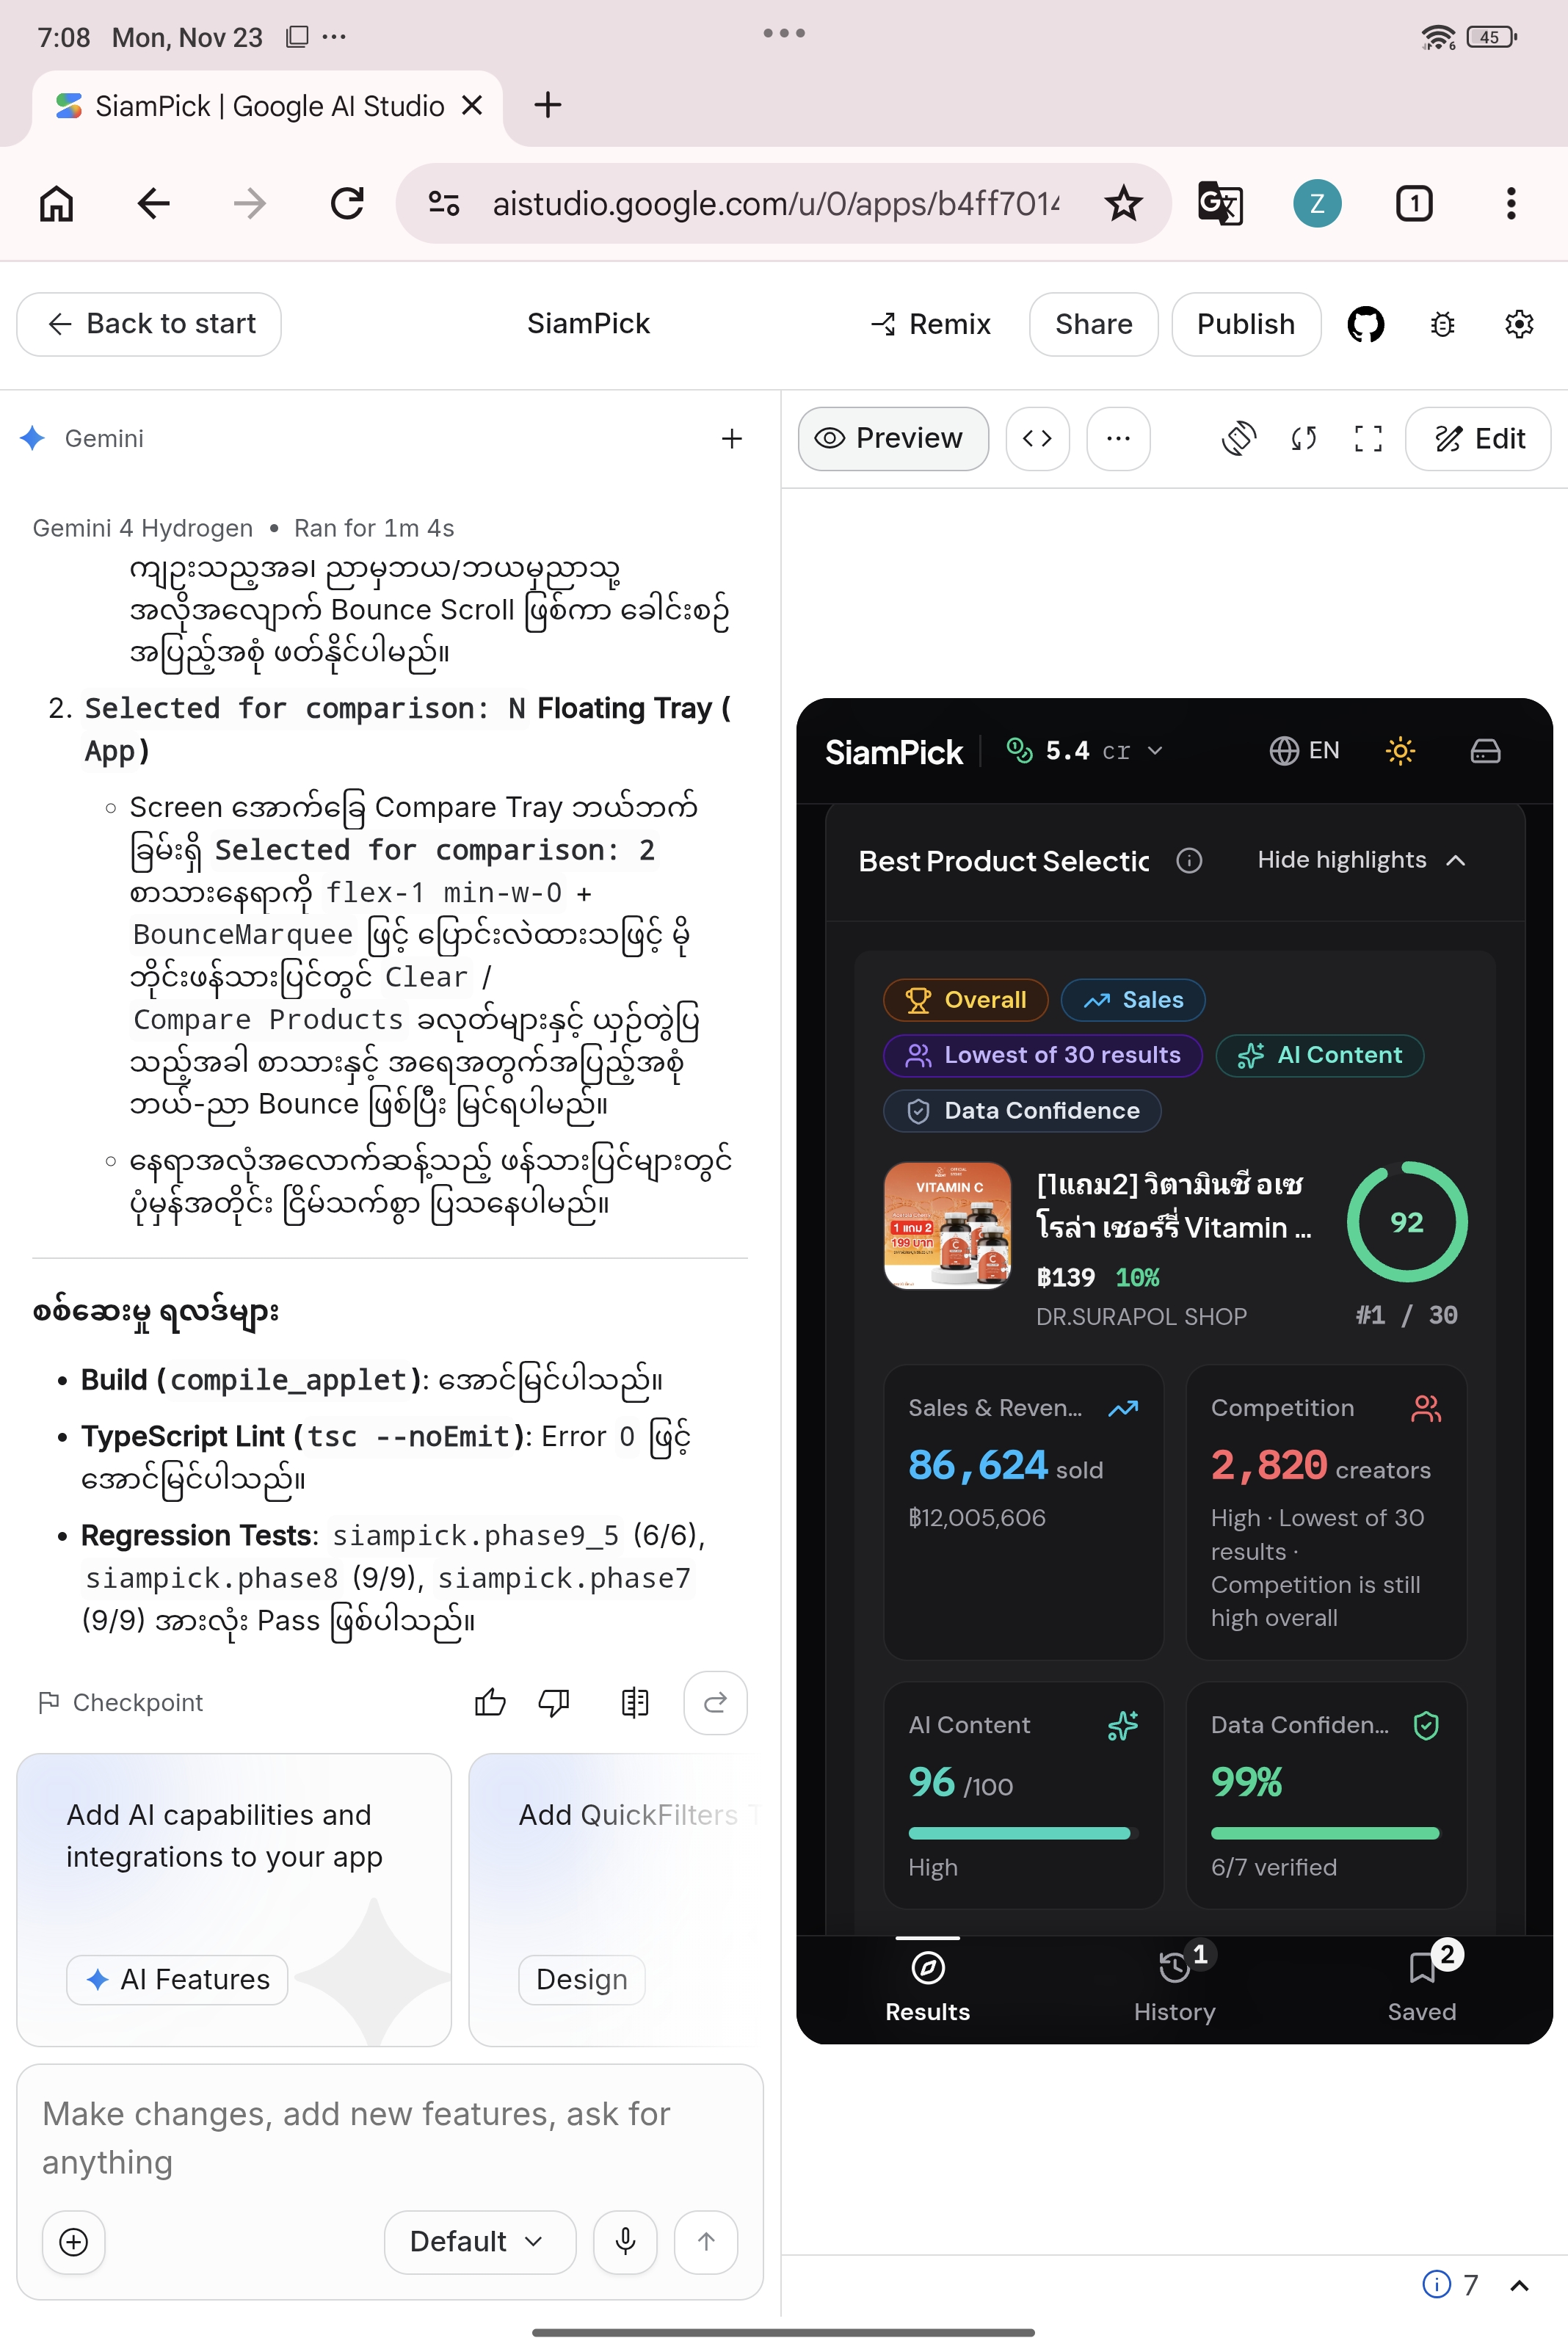 7:08 Mon, Nov 23
45
SiamPick | Google AI Studio
aistudio.google.com/u/0/apps/b4ff7014
Z
1
Back to start
SiamPick
Remix
Share
Publish
Gemini
Gemini 4 Hydrogen • Ran for 1m 4s
ကျဉ်းသည့်အခါ ညာမှဘယ်/ဘယ်မှညာသို့
အလိုအလျောက် Bounce Scroll ဖြစ်ကာ ခေါင်းစဉ်
အပြည့်အစုံ ဖတ်နိုင်ပါမည်။
2. Selected for comparison: N Floating Tray (
App)
Screen အောက်ခြေ Compare Tray ဘယ်ဘက်
ခြမ်းရှိ Selected for comparison: 2
စာသားနေရာကို flex-1 min-w-0 +
BounceMarquee ဖြင့် ပြောင်းလဲထားသဖြင့် မို
ဘိုင်းဖန်သားပြင်တွင် Clear /
Compare Products ခလုတ်များနှင့် ယှဉ်တွဲပြ
သည့်အခါ စာသားနှင့် အရေအတွက်အပြည့်အစုံ
ဘယ်-ညာ Bounce ဖြစ်ပြီး မြင်ရပါမည်။
နေရာအလုံအလောက်ဆန့်သည့် ဖန်သားပြင်များတွင်
ပုံမှန်အတိုင်း ငြိမ်သက်စွာ ပြသနေပါမည်။
စစ်ဆေးမှု ရလဒ်များ
• Build (compile_applet): အောင်မြင်ပါသည်။
• TypeScript Lint (tsc --noEmit): Error 0 ဖြင့်
အောင်မြင်ပါသည်။
• Regression Tests: siampick.phase9_5 (6/6),
siampick.phase8 (9/9), siampick.phase7
(9/9) အားလုံး Pass ဖြစ်ပါသည်။
Checkpoint
Add AI capabilities and
integrations to your app
AI Features
Add QuickFilters T
Design
Make changes, add new features, ask for
anything
Default
Preview
Edit
SiamPick
5.4 cr
EN
Best Product Selectic
Hide highlights
Overall
Sales
Lowest of 30 results
AI Content
Data Confidence
VITAMIN C
1 แถม 2
199 บาท
[1แถม2] วิตามินซี อเซ
โรล่า เชอร์รี่ Vitamin ...
฿139 10%
DR.SURAPOL SHOP
92
#1 / 30
Sales & Reven...
86,624 sold
฿12,005,606
Competition
2,820 creators
High · Lowest of 30
results ·
Competition is still
high overall
AI Content
96 /100
High
Data Confiden...
99%
6/7 verified
Results
1
History
2
Saved
7